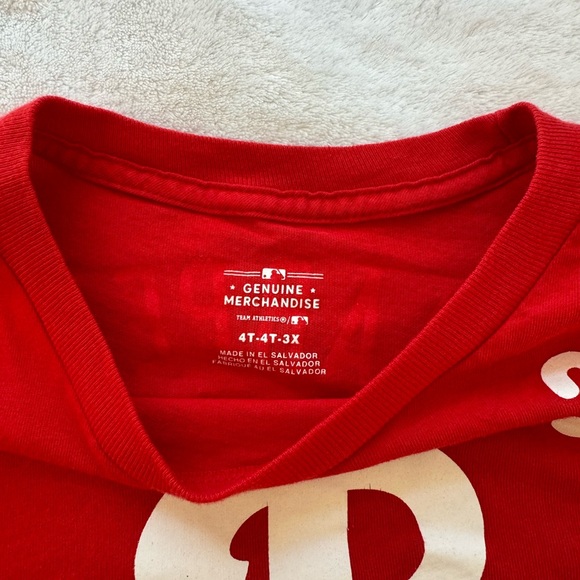 GENUINE
MERCHANDISE
TEAM ATHLETICS®/
4T-4T-3X
MADE IN EL SALVADOR
HECHO EN EL SALVADOR
FABRIQUÉ AU EL SALVADOR
P